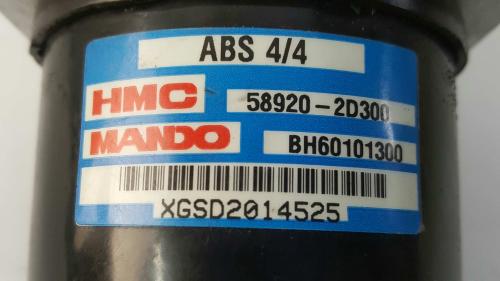 ABS 4/4
HMC 58920-2D300
MANDO BH60101300
XGSD2014525